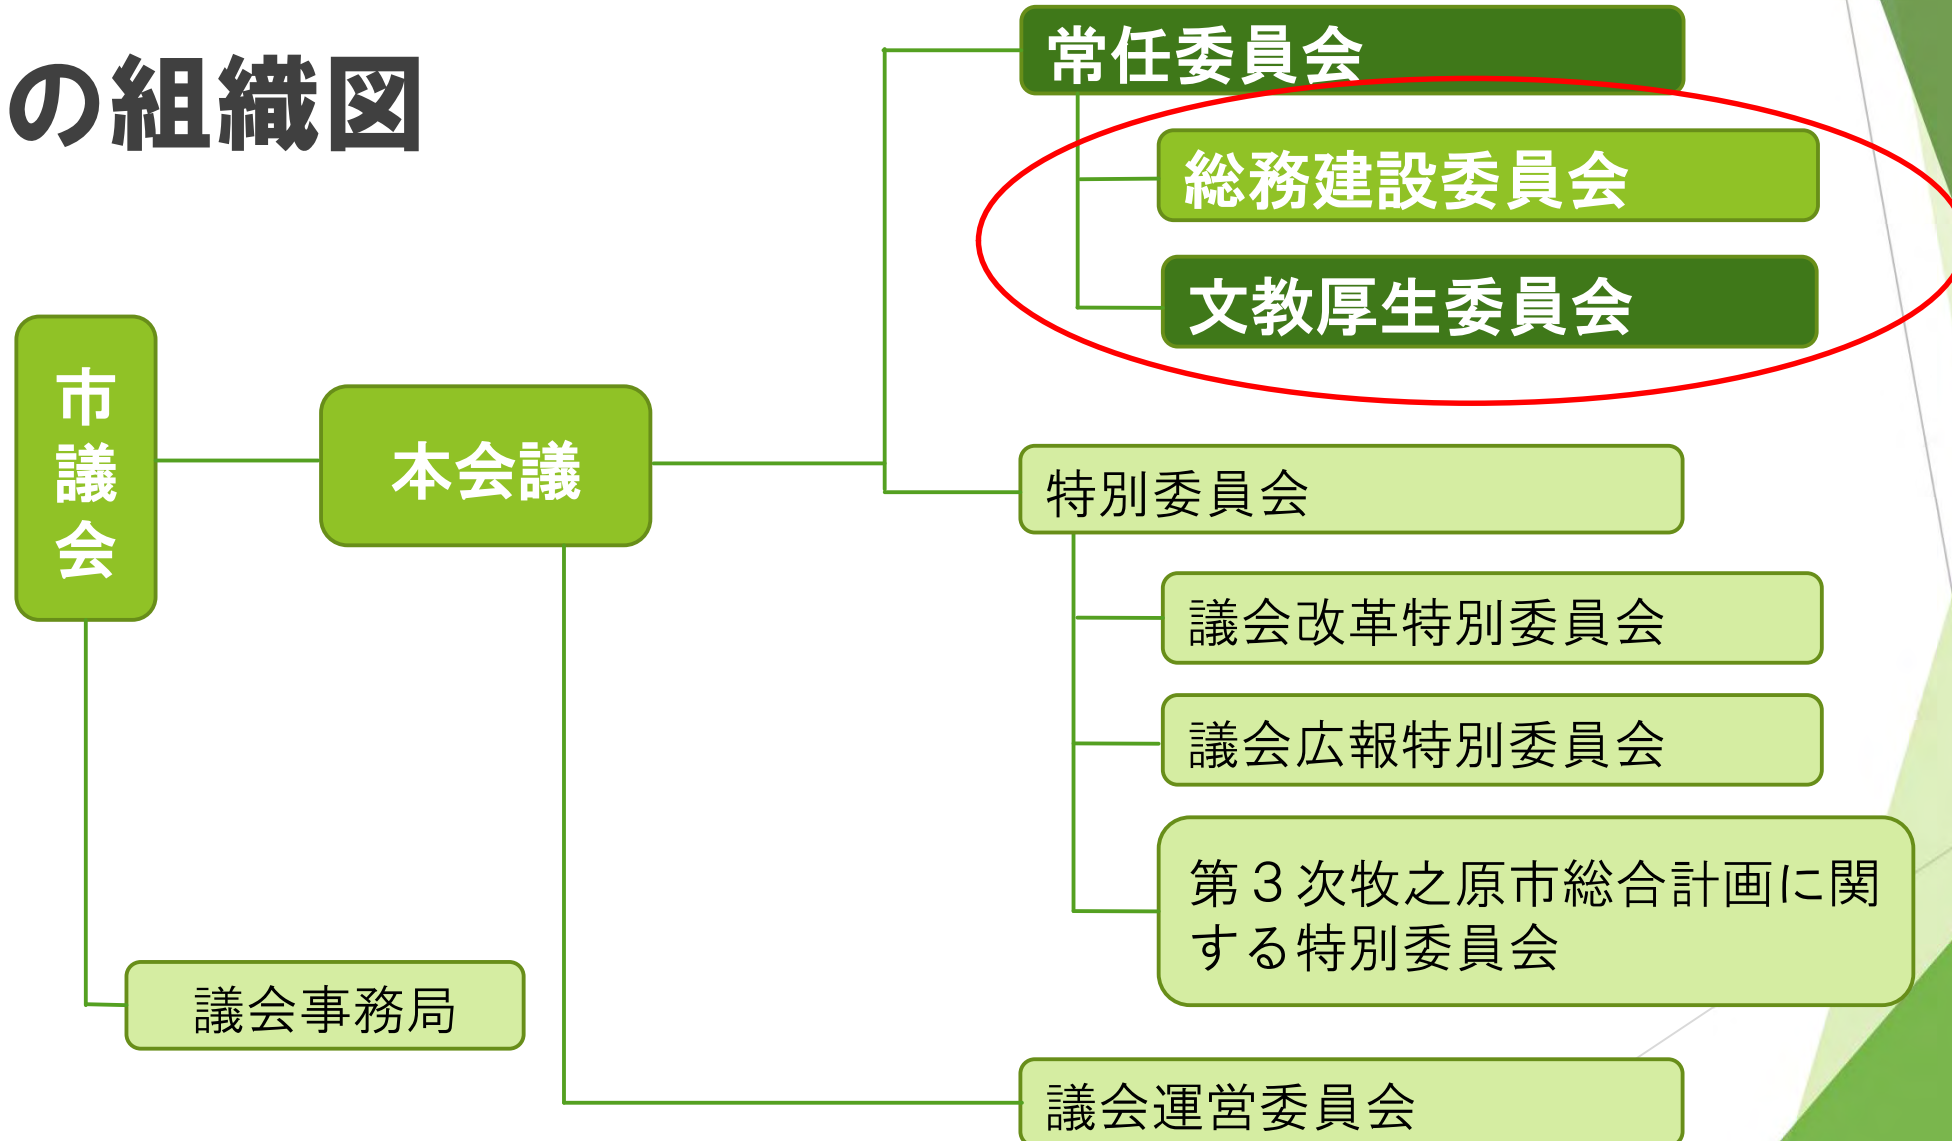 の組織図
常任委員会
総務建設委員会
文教厚生委員会
市議会
本会議
特別委員会
議会改革特別委員会
議会広報特別委員会
第３次牧之原市総合計画に関
する特別委員会
議会事務局
議会運営委員会